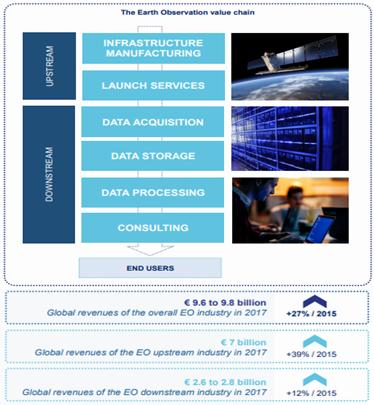 The Earth Observation value chain
UPSTREAM
INFRASTRUCTURE
MANUFACTURING
LAUNCH SERVICES
DOWNSTREAM
DATA ACQUISITION
DATA STORAGE
DATA PROCESSING
CONSULTING
END USERS
€ 9.6 to 9.8 billion
Global revenues of the overall EO industry in 2017
+27% / 2015
€ 7 billion
Global revenues of the EO upstream industry in 2017
+39% / 2015
€ 2.6 to 2.8 billion
Global revenues of the EO downstream industry in 2017
+12% / 2015